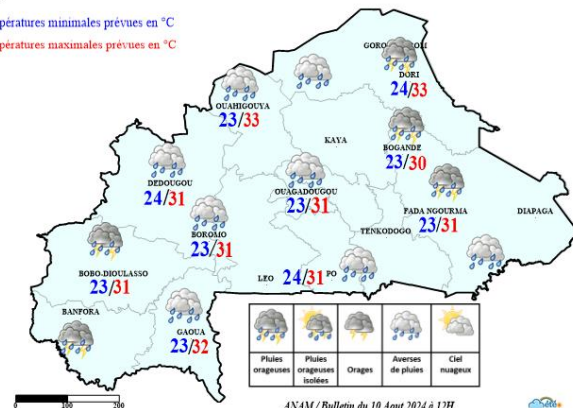 pératures minimales prévues en °C
pératures maximales prévues en °C
DORI
24/33
OUAHIGOUYA
23/33
KAYA
BOGANDE
23/30
DEDOUGOU
24/31
OUAGADOUGOU
23/31
FADA NGOURMA
23/31
DIAPAGA
BOROMO
23/31
TENKODOGO
BOBO-DIOULASSO
23/31
LEO
24/31
PO
BANFORA
GAOUA
23/32
Pluies orageuses
Pluies orageuses isolées
Orages
Averses de pluies
Ciel nuageux
0 100 200
ANAM / Bulletin du 10 Aout 2024 à 12H